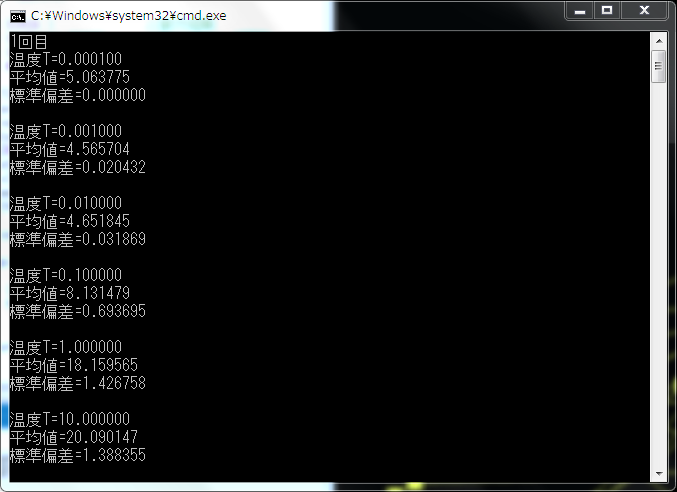 C:¥Windows¥system32¥cmd.exe
1回目
温度T=0.000100
平均値=5.063775
標準偏差=0.000000
温度T=0.001000
平均値=4.565704
標準偏差=0.020432
温度T=0.010000
平均値=4.651845
標準偏差=0.031869
温度T=0.100000
平均値=8.131479
標準偏差=0.693695
温度T=1.000000
平均値=18.159565
標準偏差=1.426758
温度T=10.000000
平均値=20.090147
標準偏差=1.388355